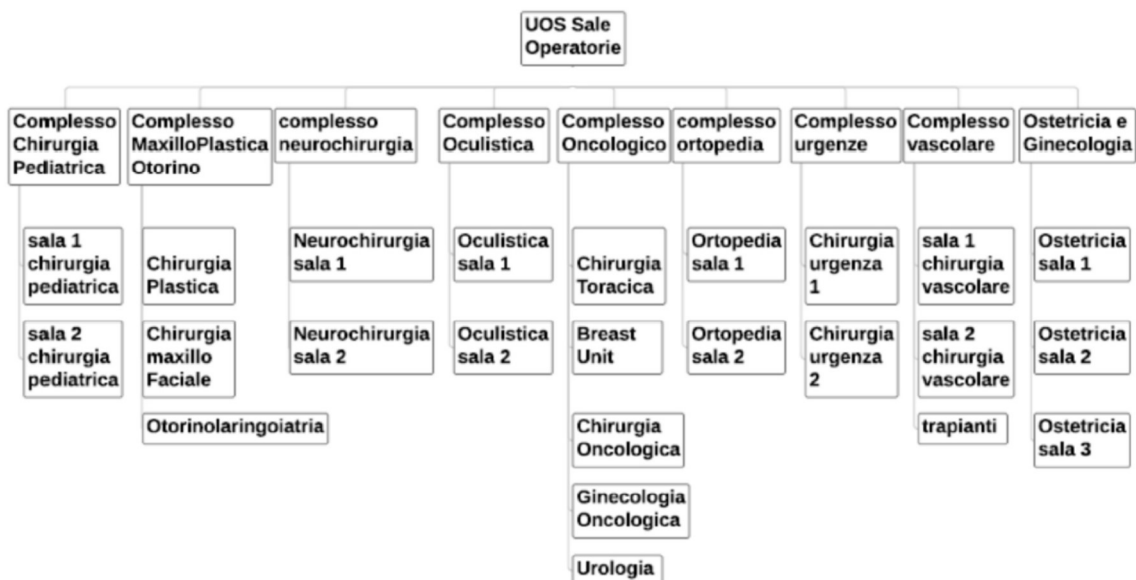 UOS Sale
Operatorie
Complesso
Chirurgia
Pediatrica
Complesso
MaxilloPlastica
Otorino
complesso
neurochirurgia
Complesso
Oculistica
Complesso
Oncologico
complesso
ortopedia
Complesso
urgenze
Complesso
vascolare
Ostetricia e
Ginecologia
sala 1
chirurgia
pediatrica
Chirurgia
Plastica
Neurochirurgia
sala 1
Oculistica
sala 1
Chirurgia
Toracica
Ortopedia
sala 1
Chirurgia
urgenza
1
sala 1
chirurgia
vascolare
Ostetricia
sala 1
sala 2
chirurgia
pediatrica
Chirurgia
maxillo
Faciale
Neurochirurgia
sala 2
Oculistica
sala 2
Breast
Unit
Ortopedia
sala 2
Chirurgia
urgenza
2
sala 2
chirurgia
vascolare
Ostetricia
sala 2
Otorinolaringoiatria
Chirurgia
Oncologica
trapianti
Ostetricia
sala 3
Ginecologia
Oncologica
Urologia